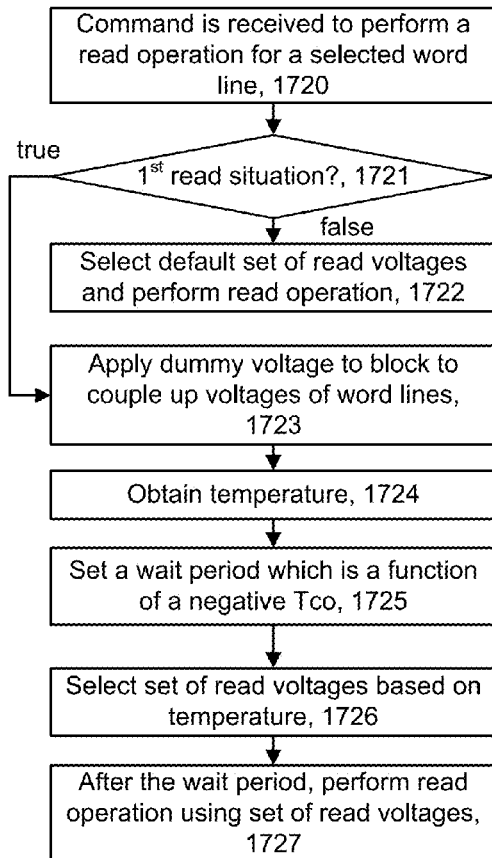 Command is received to perform a
read operation for a selected word
line, 1720
true
1st read situation?, 1721
false
Select default set of read voltages
and perform read operation, 1722
Apply dummy voltage to block to
couple up voltages of word lines,
1723
Obtain temperature, 1724
Set a wait period which is a function
of a negative Tco, 1725
Select set of read voltages based on
temperature, 1726
After the wait period, perform read
operation using set of read voltages,
1727